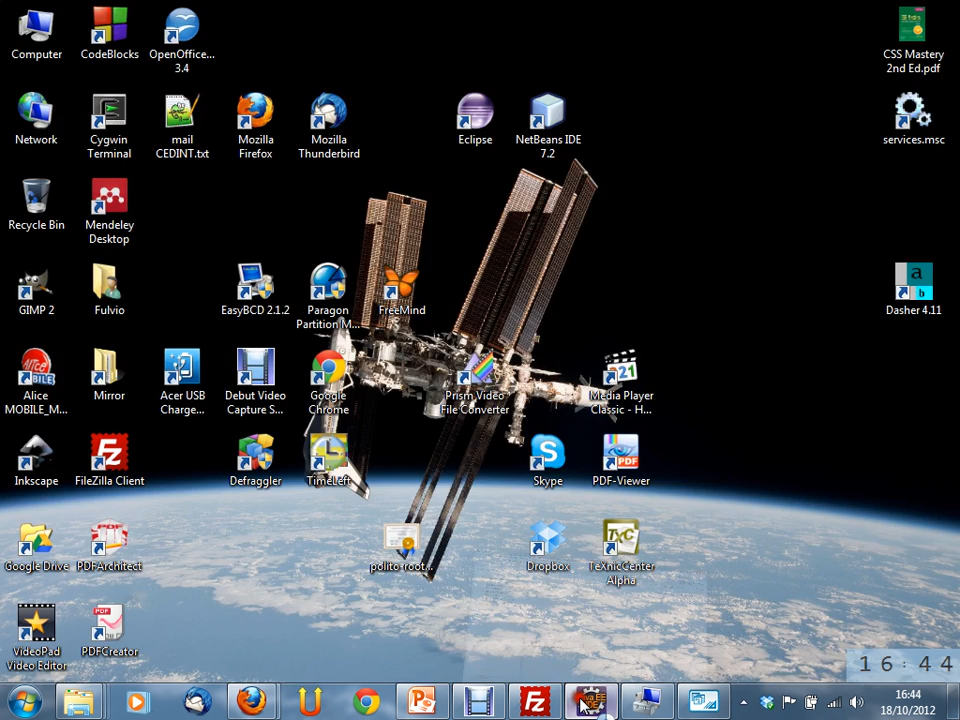 Computer
CodeBlocks
OpenOffice...
3.4
CSS Mastery
2nd Ed.pdf
Network
Cygwin
Terminal
mail
CEDINT.txt
Mozilla
Firefox
Mozilla
Thunderbird
Eclipse
NetBeans IDE
7.2
services.msc
Recycle Bin
Mendeley
Desktop
GIMP 2
Fulvio
EasyBCD 2.1.2
Paragon
Partition M...
FreeMind
a
b
Dasher 4.11
Alice
MOBILE_M...
Mirror
Acer USB
Charge...
Debut Video
Capture S...
Google
Chrome
Prism Video
File Converter
21
Media Player
Classic - H...
Inkscape
FileZilla Client
Defraggler
TimeLeft
Skype
PDF
PDF-Viewer
Google Drive
PDFArchitect
polito-root...
Dropbox
TXC
TeXnicCenter
Alpha
VideoPad
Video Editor
PDF
PDFCreator
16:44
16:44
18/10/2012